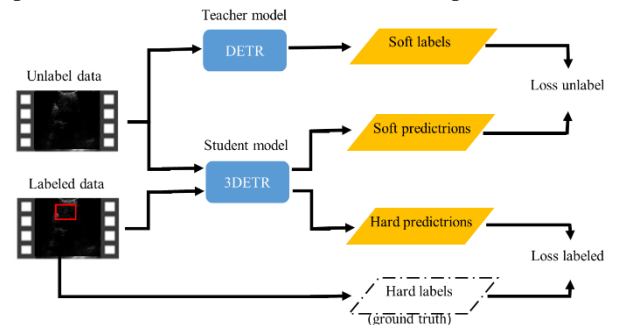 Teacher model
DETR
Soft labels
Unlabel data
Loss unlabel
Student model
Soft predictrions
Labeled data
3DETR
Hard predictrions
Loss labeled
Hard labels
(ground truth)